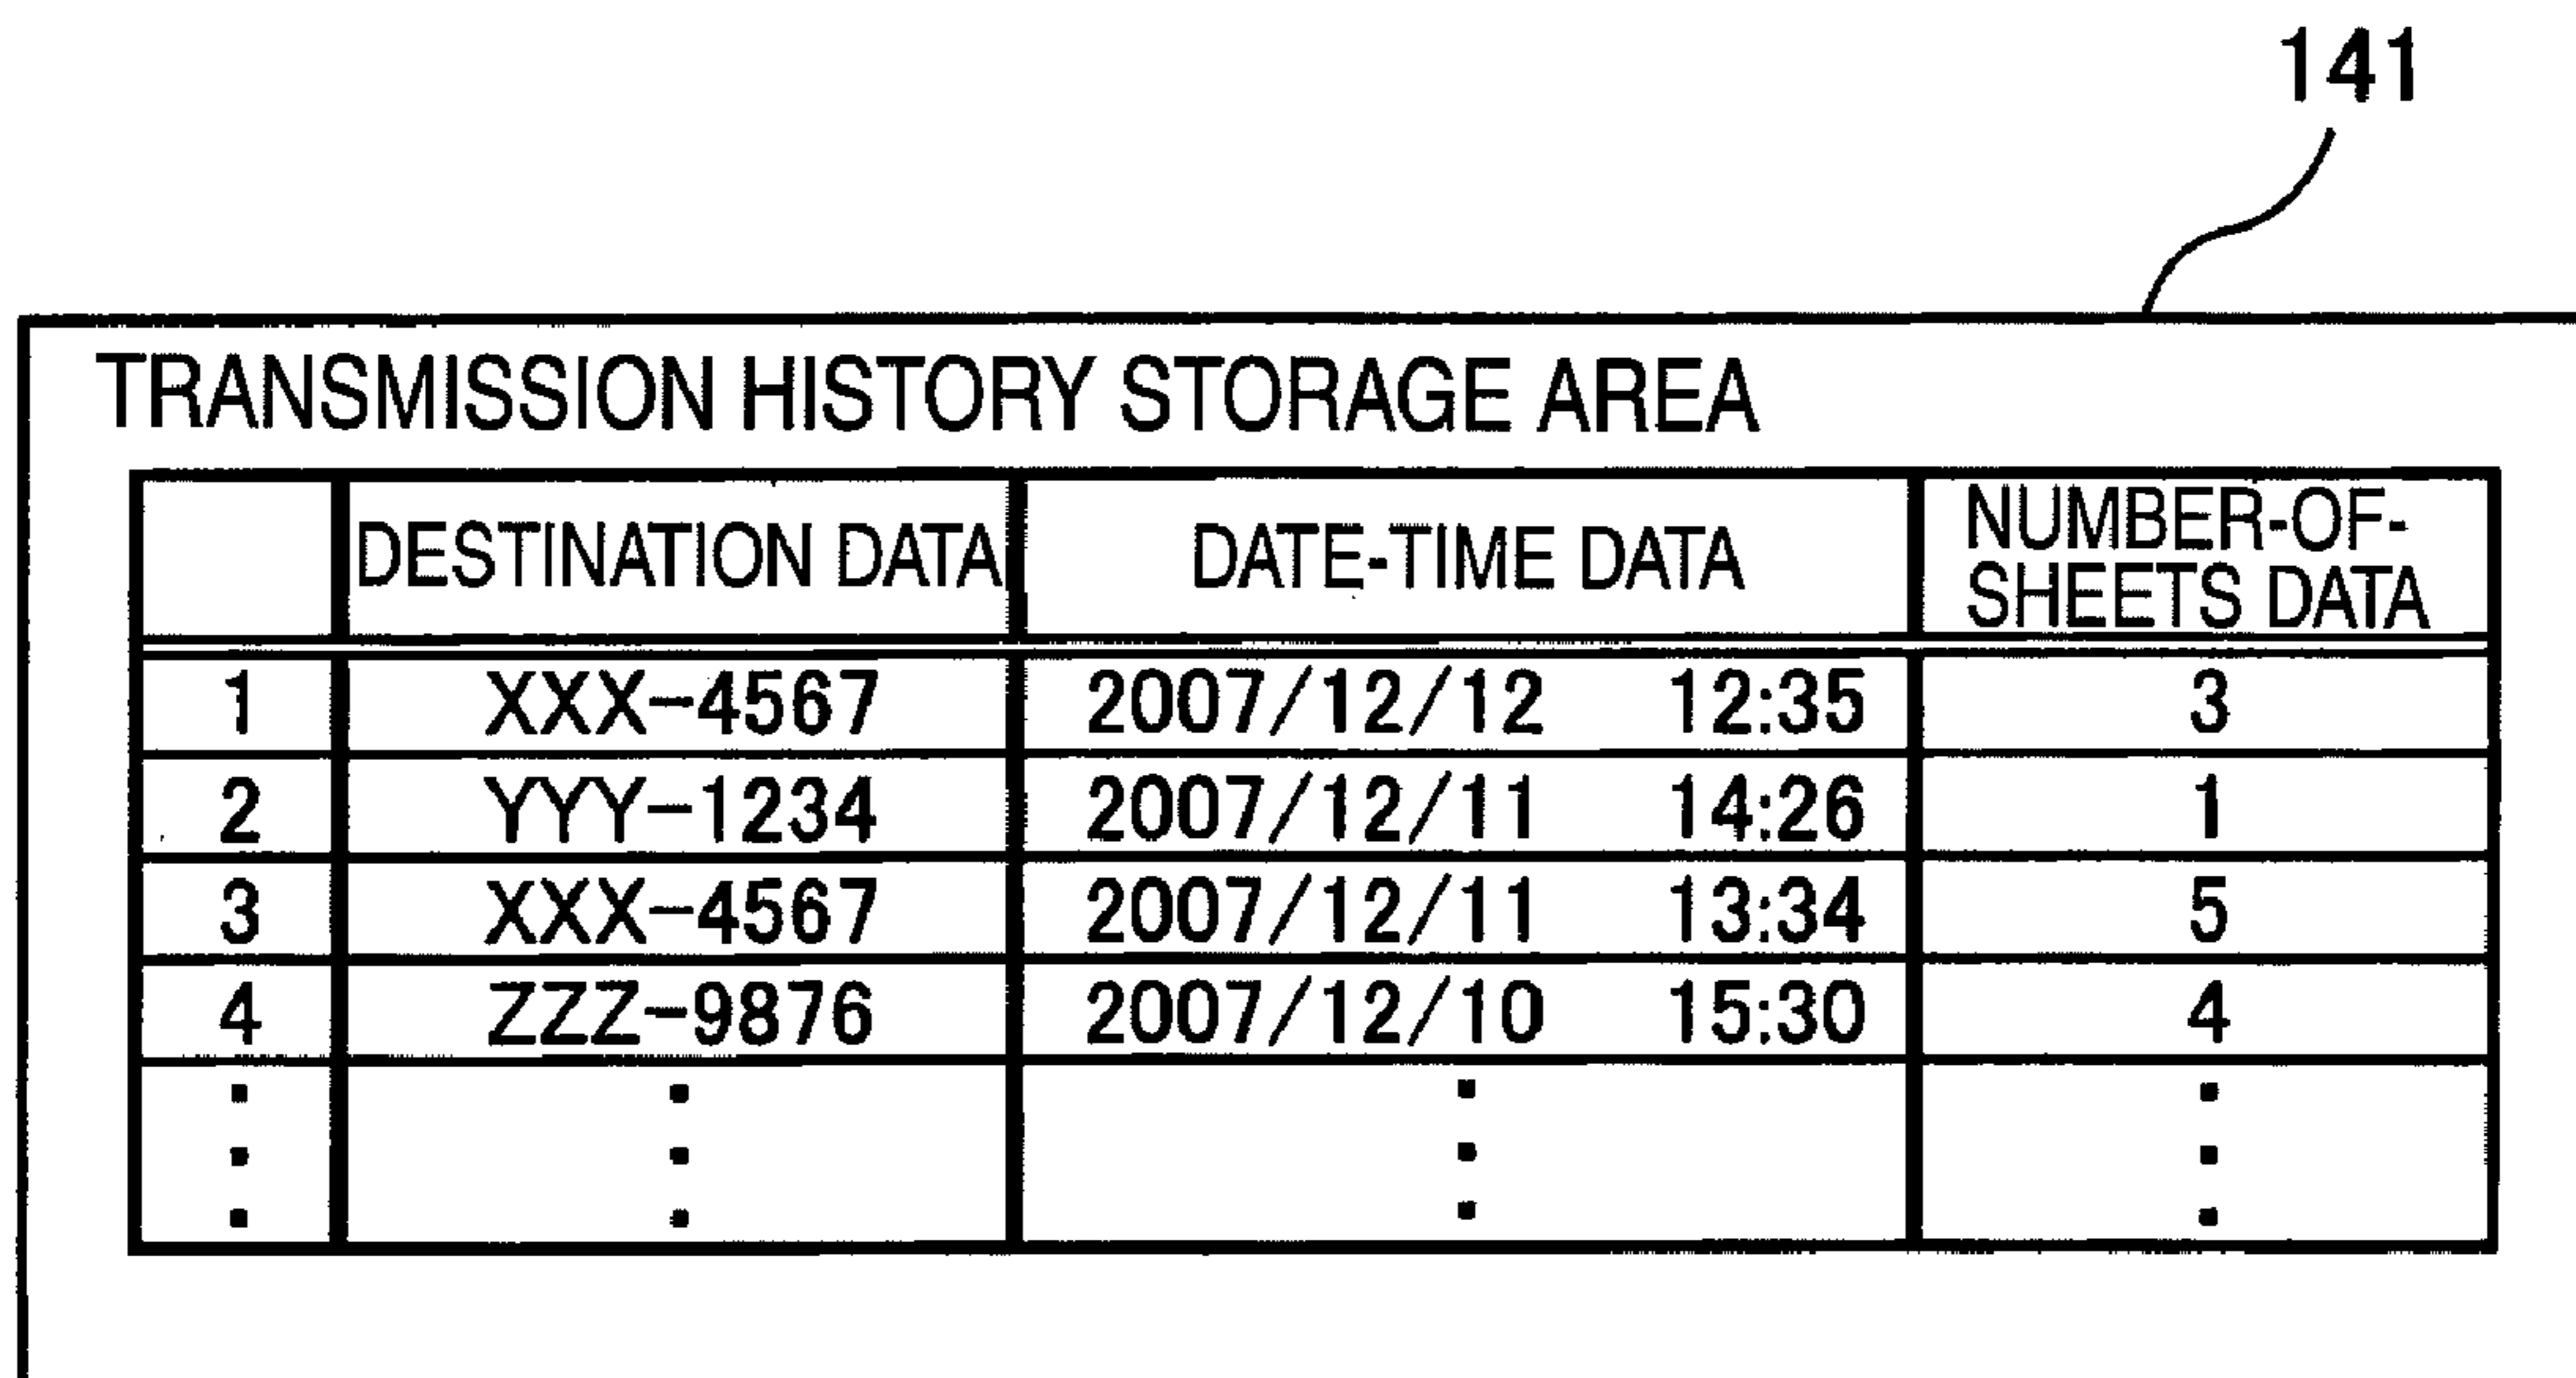 141
TRANSMISSION HISTORY STORAGE AREA
DESTINATION DATA DATE-TIME DATA NUMBER-OF-
SHEETS DATA
1 XXX-4567 2007/12/12 12:35 3
2 YYY-1234 2007/12/11 14:26 1
3 XXX-4567 2007/12/11 13:34 5
4 ZZZ-9876 2007/12/10 15:30 4